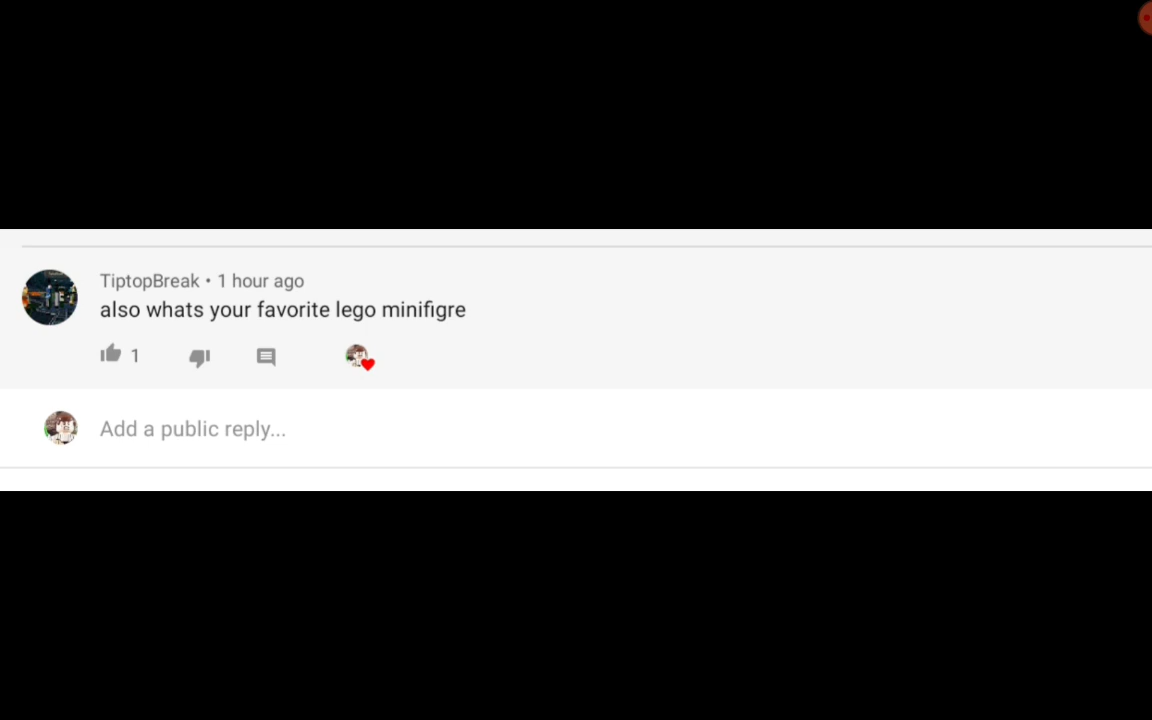 TiptopBreak • 1 hour ago
also whats your favorite lego minifigre
1
Add a public reply...